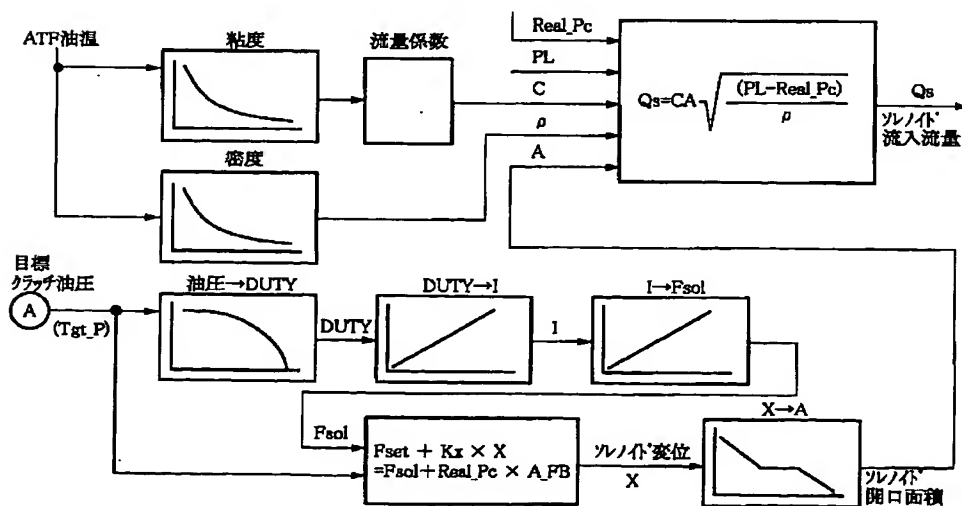 ATF油温
粘度
流量係数
Real_Pc
PL
C
ρ
A
Qs=CA√(PL-Real_Pc)/ρ
Qs
ソレノイド
流入流量
密度
目標
クラッチ油圧
A
(Tgt_P)
油圧→DUTY
DUTY
DUTY→I
I
I→Fsol
Fsol
Fset + Kx × X
=Fsol+Real_Pc × A_FB
ソレノイド変位
X
X→A
ソレノイド
開口面積